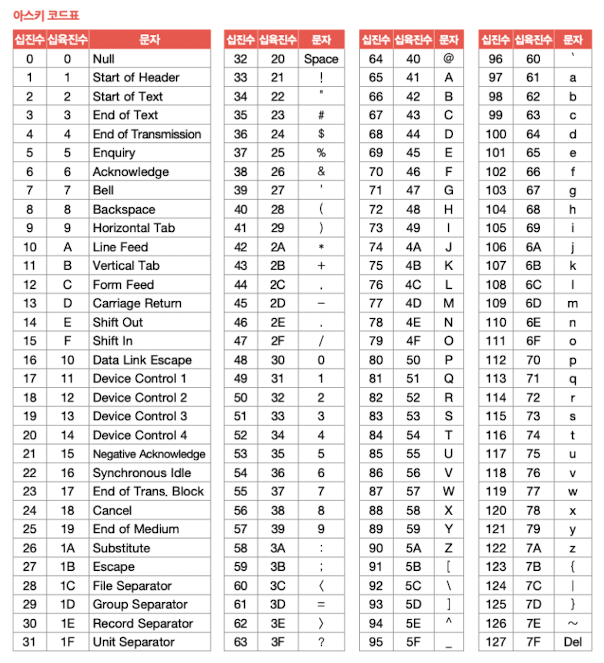 아스키 코드표
십진수 십육진수 문자
0 0 Null
1 1 Start of Header
2 2 Start of Text
3 3 End of Text
4 4 End of Transmission
5 5 Enquiry
6 6 Acknowledge
7 7 Bell
8 8 Backspace
9 9 Horizontal Tab
10 A Line Feed
11 B Vertical Tab
12 C Form Feed
13 D Carriage Return
14 E Shift Out
15 F Shift In
16 10 Data Link Escape
17 11 Device Control 1
18 12 Device Control 2
19 13 Device Control 3
20 14 Device Control 4
21 15 Negative Acknowledge
22 16 Synchronous Idle
23 17 End of Trans. Block
24 18 Cancel
25 19 End of Medium
26 1A Substitute
27 1B Escape
28 1C File Separator
29 1D Group Separator
30 1E Record Separator
31 1F Unit Separator
십진수 십육진수 문자
32 20 Space
33 21 !
34 22 "
35 23 #
36 24 $
37 25 %
38 26 &
39 27 '
40 28 (
41 29 )
42 2A *
43 2B +
44 2C ,
45 2D −
46 2E .
47 2F /
48 30 0
49 31 1
50 32 2
51 33 3
52 34 4
53 35 5
54 36 6
55 37 7
56 38 8
57 39 9
58 3A :
59 3B ;
60 3C 〈
61 3D =
62 3E 〉
63 3F ?
십진수 십육진수 문자
64 40 @
65 41 A
66 42 B
67 43 C
68 44 D
69 45 E
70 46 F
71 47 G
72 48 H
73 49 I
74 4A J
75 4B K
76 4C L
77 4D M
78 4E N
79 4F O
80 50 P
81 51 Q
82 52 R
83 53 S
84 54 T
85 55 U
86 56 V
87 57 W
88 58 X
89 59 Y
90 5A Z
91 5B [
92 5C \
93 5D ]
94 5E ^
95 5F _
십진수 십육진수 문자
96 60 `
97 61 a
98 62 b
99 63 c
100 64 d
101 65 e
102 66 f
103 67 g
104 68 h
105 69 i
106 6A j
107 6B k
108 6C l
109 6D m
110 6E n
111 6F o
112 70 p
113 71 q
114 72 r
115 73 s
116 74 t
117 75 u
118 76 v
119 77 w
120 78 x
121 79 y
122 7A z
123 7B {
124 7C |
125 7D }
126 7E ～
127 7F Del